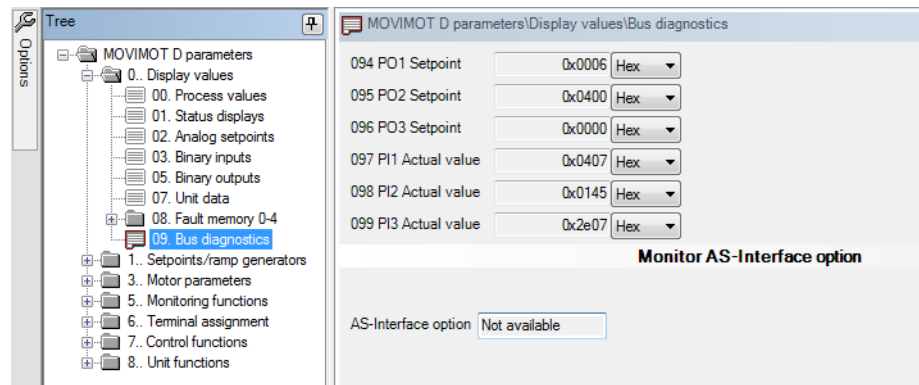 Options
Tree
MOVIMOT D parameters
0.. Display values
00. Process values
01. Status displays
02. Analog setpoints
03. Binary inputs
05. Binary outputs
07. Unit data
08. Fault memory 0-4
09. Bus diagnostics
1.. Setpoints/ramp generators
3.. Motor parameters
5.. Monitoring functions
6.. Terminal assignment
7.. Control functions
8.. Unit functions
MOVIMOT D parameters\Display values\Bus diagnostics
094 PO1 Setpoint 0x0006 Hex
095 PO2 Setpoint 0x0400 Hex
096 PO3 Setpoint 0x0000 Hex
097 PI1 Actual value 0x0407 Hex
098 PI2 Actual value 0x0145 Hex
099 PI3 Actual value 0x2e07 Hex
Monitor AS-Interface option
AS-Interface option Not available